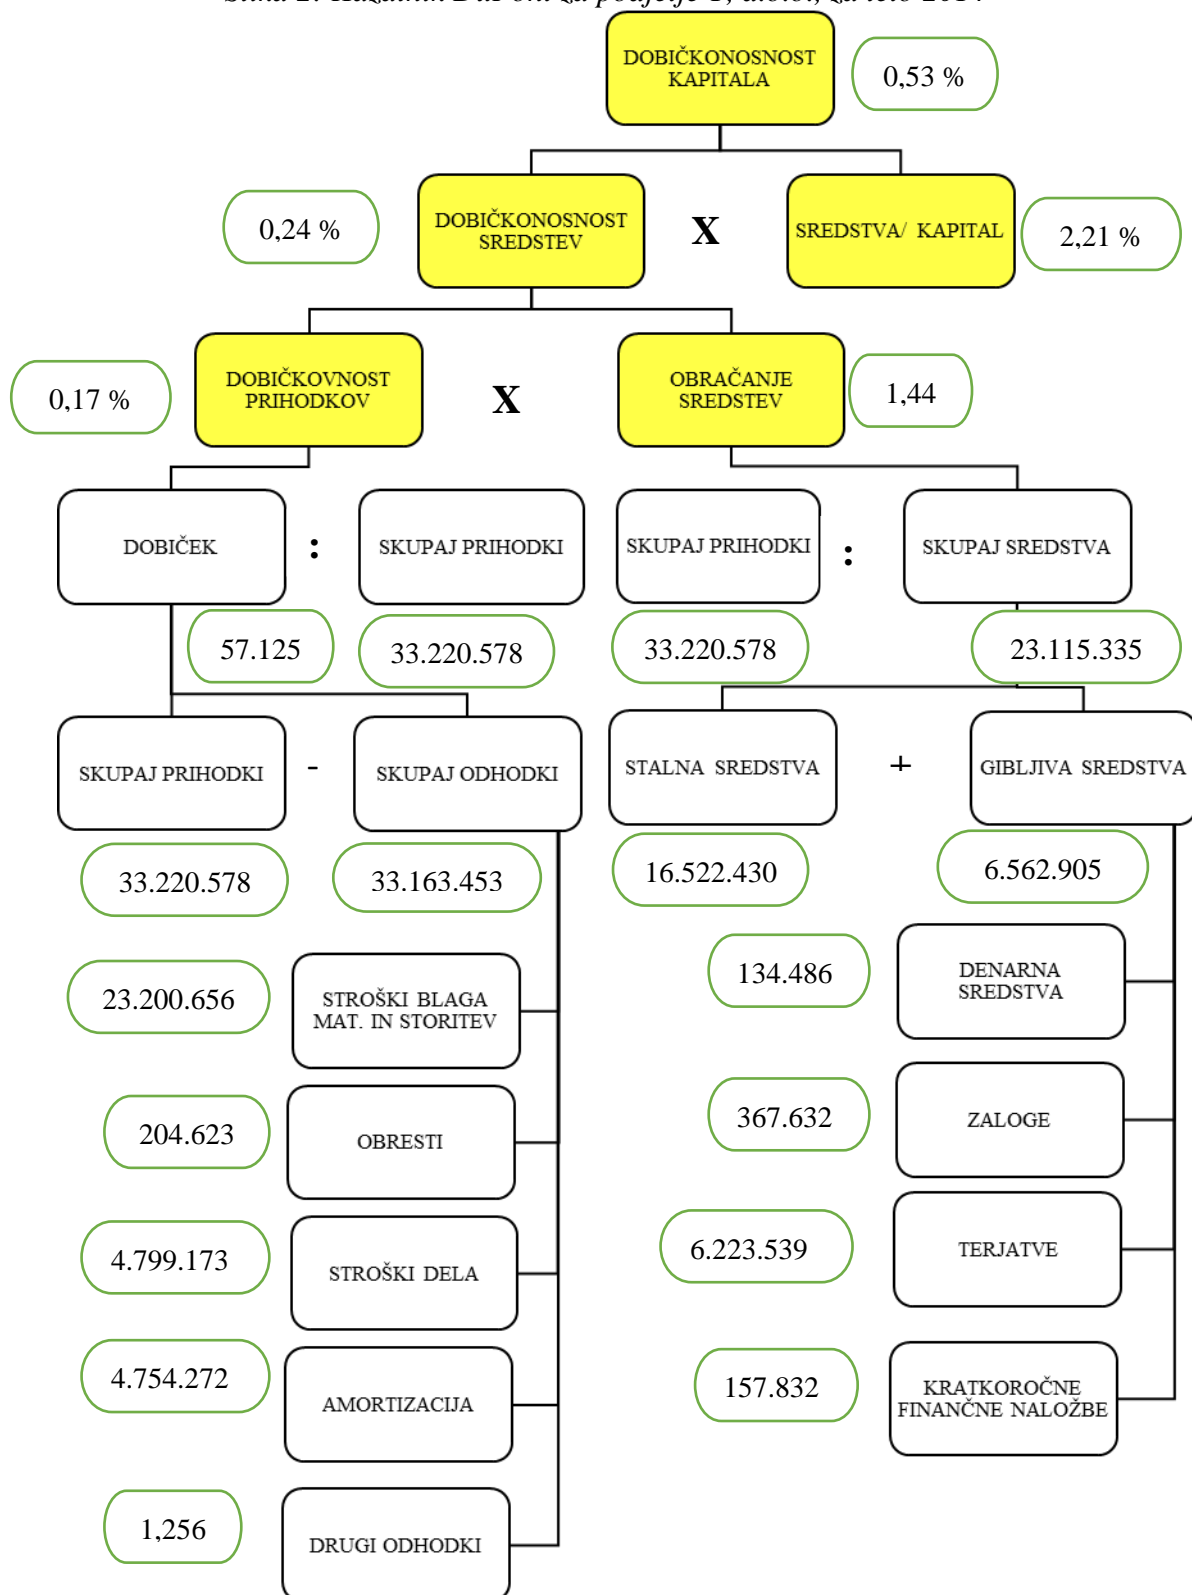 DOBIČKONOSNOST
KAPITALA
0,53 %
0,24 %
DOBIČKONOSNOST
SREDSTEV
X
SREDSTVA/ KAPITAL
2,21 %
0,17 %
DOBIČKOVNOST
PRIHODKOV
X
OBRAČANJE
SREDSTEV
1,44
DOBIČEK
:
SKUPAJ PRIHODKI
SKUPAJ PRIHODKI
:
SKUPAJ SREDSTVA
57.125
33.220.578
33.220.578
23.115.335
SKUPAJ PRIHODKI
-
SKUPAJ ODHODKI
STALNA SREDSTVA
+
GIBLJIVA SREDSTVA
33.220.578
33.163.453
16.522.430
6.562.905
23.200.656
STROŠKI BLAGA
MAT. IN STORITEV
134.486
DENARNA
SREDSTVA
204.623
OBRESTI
367.632
ZALOGE
4.799.173
STROŠKI DELA
6.223.539
TERJATVE
4.754.272
AMORTIZACIJA
157.832
KRATKOROČNE
FINANČNE NALOŽBE
1,256
DRUGI ODHODKI